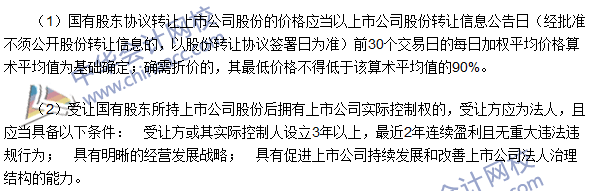 （1）国有股东协议转让上市公司股份的价格应当以上市公司股份转让信息公告日（经批准
不须公开股份转让信息的，以股份转让协议签署日为准）前30个交易日的每日加权平均价格算
术平均值为基础确定；确需折价的，其最低价格不得低于该算术平均值的90%。
（2）受让国有股东所持上市公司股份后拥有上市公司实际控制权的，受让方应为法人，且
应当具备以下条件： 受让方或其实际控制人设立3年以上，最近2年连续盈利且无重大违法违
规行为； 具有明晰的经营发展战略； 具有促进上市公司持续发展和改善上市公司法人治理
结构的能力。